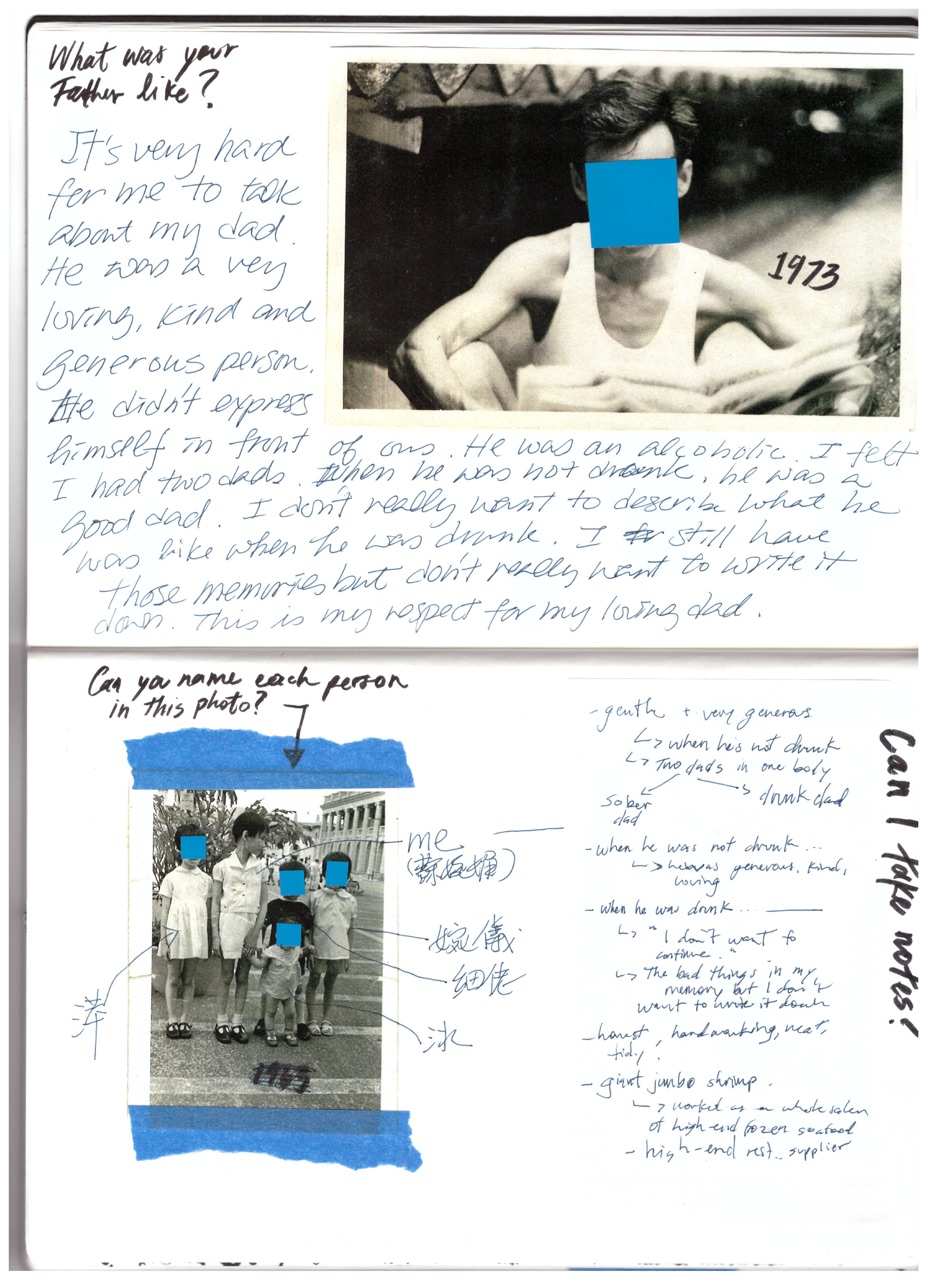 What was your
Father like?
It's very hard
for me to talk
about my dad.
He was a very
loving, kind and
generous person.
He didn't express
himself in front of ous. He was an alcoholic. I felt
I had two dads. When he was not drunk, he was a
good dad. I don't really want to describe what he
was like when he was drunk. I still have
those memories but don't really want to write it
down. This is my respect for my loving dad.
1973
Can you name each person
in this photo?
me
婉儀
細佬
泳
萍
Can I take notes?
- gentle + very generous
↳ when he's not drunk
↳ Two dads in one body
sober
dad
drunk dad
- when he was not drunk...
↳ he was generous, kind,
loving
- when he was drunk...
↳ "I don't want to
continue."
↳ The bad things in my
memory but I don't
want to write it down
- honest, hardworking, neat,
tidy.
- giant jumbo shrimp.
↳ worked as a wholesaler
of high-end frozen seafood
- high-end rest. supplier